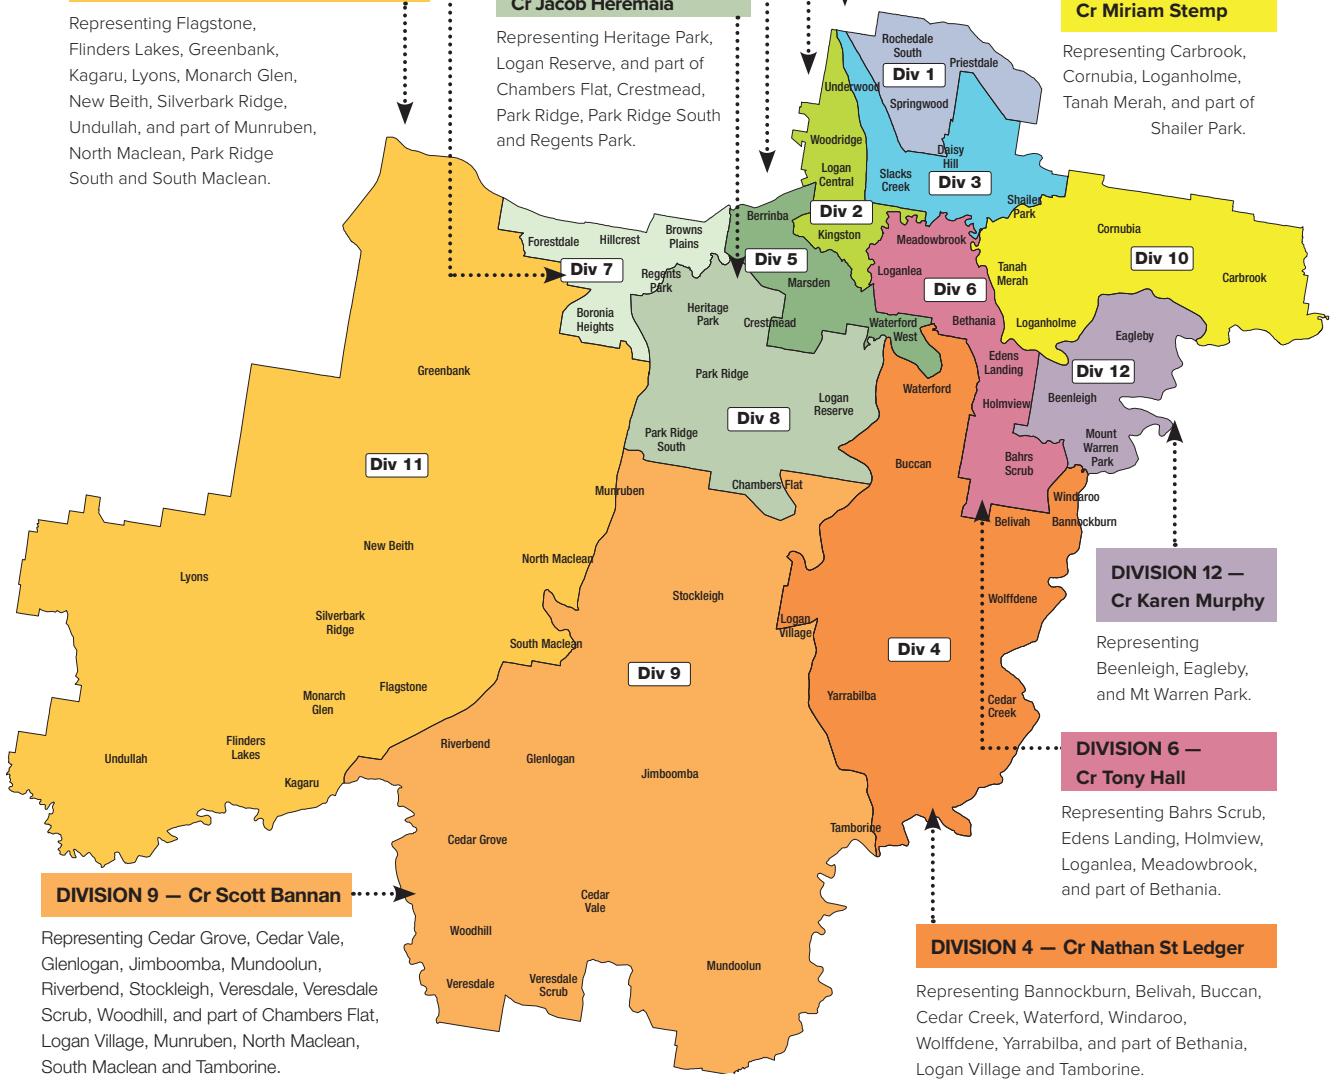 Representing Flagstone,
Flinders Lakes, Greenbank,
Kagaru, Lyons, Monarch Glen,
New Beith, Silverbark Ridge,
Undullah, and part of Munruben,
North Maclean, Park Ridge
South and South Maclean.
Cr Jacob Heremaia
Representing Heritage Park,
Logan Reserve, and part of
Chambers Flat, Crestmead,
Park Ridge, Park Ridge South
and Regents Park.
Cr Miriam Stemp
Representing Carbrook,
Cornubia, Loganholme,
Tanah Merah, and part of
Shailer Park.
Rochedale
South
Priestdale
Div 1
Underwood
Springwood
Woodridge
Daisy
Hill
Logan
Central
Slacks
Creek
Div 3
Shailer
Park
Div 2
Berrinba
Kingston
Browns
Plains
Hillcrest
Forestdale
Meadowbrook
Cornubia
Div 7
Div 5
Div 10
Regents
Park
Loganlea
Tanah
Merah
Carbrook
Marsden
Div 6
Heritage
Park
Boronia
Heights
Crestmead
Waterford
West
Bethania
Loganholme
Eagleby
Edens
Landing
Greenbank
Park Ridge
Div 12
Waterford
Logan
Reserve
Holmview
Beenleigh
Div 8
Park Ridge
South
Mount
Warren
Park
Div 11
Buccan
Bahrs
Scrub
Munruben
Chambers Flat
Windaroo
Belivah
Bannockburn
New Beith
North Maclean
Lyons
Stockleigh
Wolffdene
Silverbark
Ridge
Logan
Village
South Maclean
Div 4
Div 9
Flagstone
Monarch
Glen
Yarrabilba
Cedar
Creek
Flinders
Lakes
Riverbend
Undullah
Glenlogan
Jimboomba
Kagaru
Tamborine
Cedar Grove
Cedar
Vale
Woodhill
Mundoolun
Veresdale
Veresdale
Scrub
DIVISION 12 —
Cr Karen Murphy
Representing
Beenleigh, Eagleby,
and Mt Warren Park.
DIVISION 6 —
Cr Tony Hall
Representing Bahrs Scrub,
Edens Landing, Holmview,
Loganlea, Meadowbrook,
and part of Bethania.
DIVISION 9 — Cr Scott Bannan
Representing Cedar Grove, Cedar Vale,
Glenlogan, Jimboomba, Mundoolun,
Riverbend, Stockleigh, Veresdale, Veresdale
Scrub, Woodhill, and part of Chambers Flat,
Logan Village, Munruben, North Maclean,
South Maclean and Tamborine.
DIVISION 4 — Cr Nathan St Ledger
Representing Bannockburn, Belivah, Buccan,
Cedar Creek, Waterford, Windaroo,
Wolffdene, Yarrabilba, and part of Bethania,
Logan Village and Tamborine.